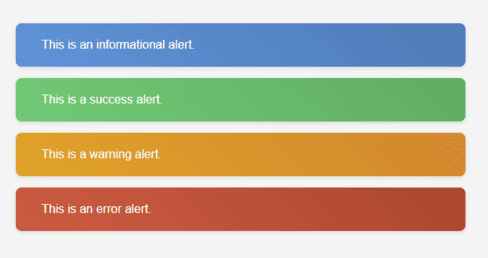 This is an informational alert.
This is a success alert.
This is a warning alert.
This is an error alert.